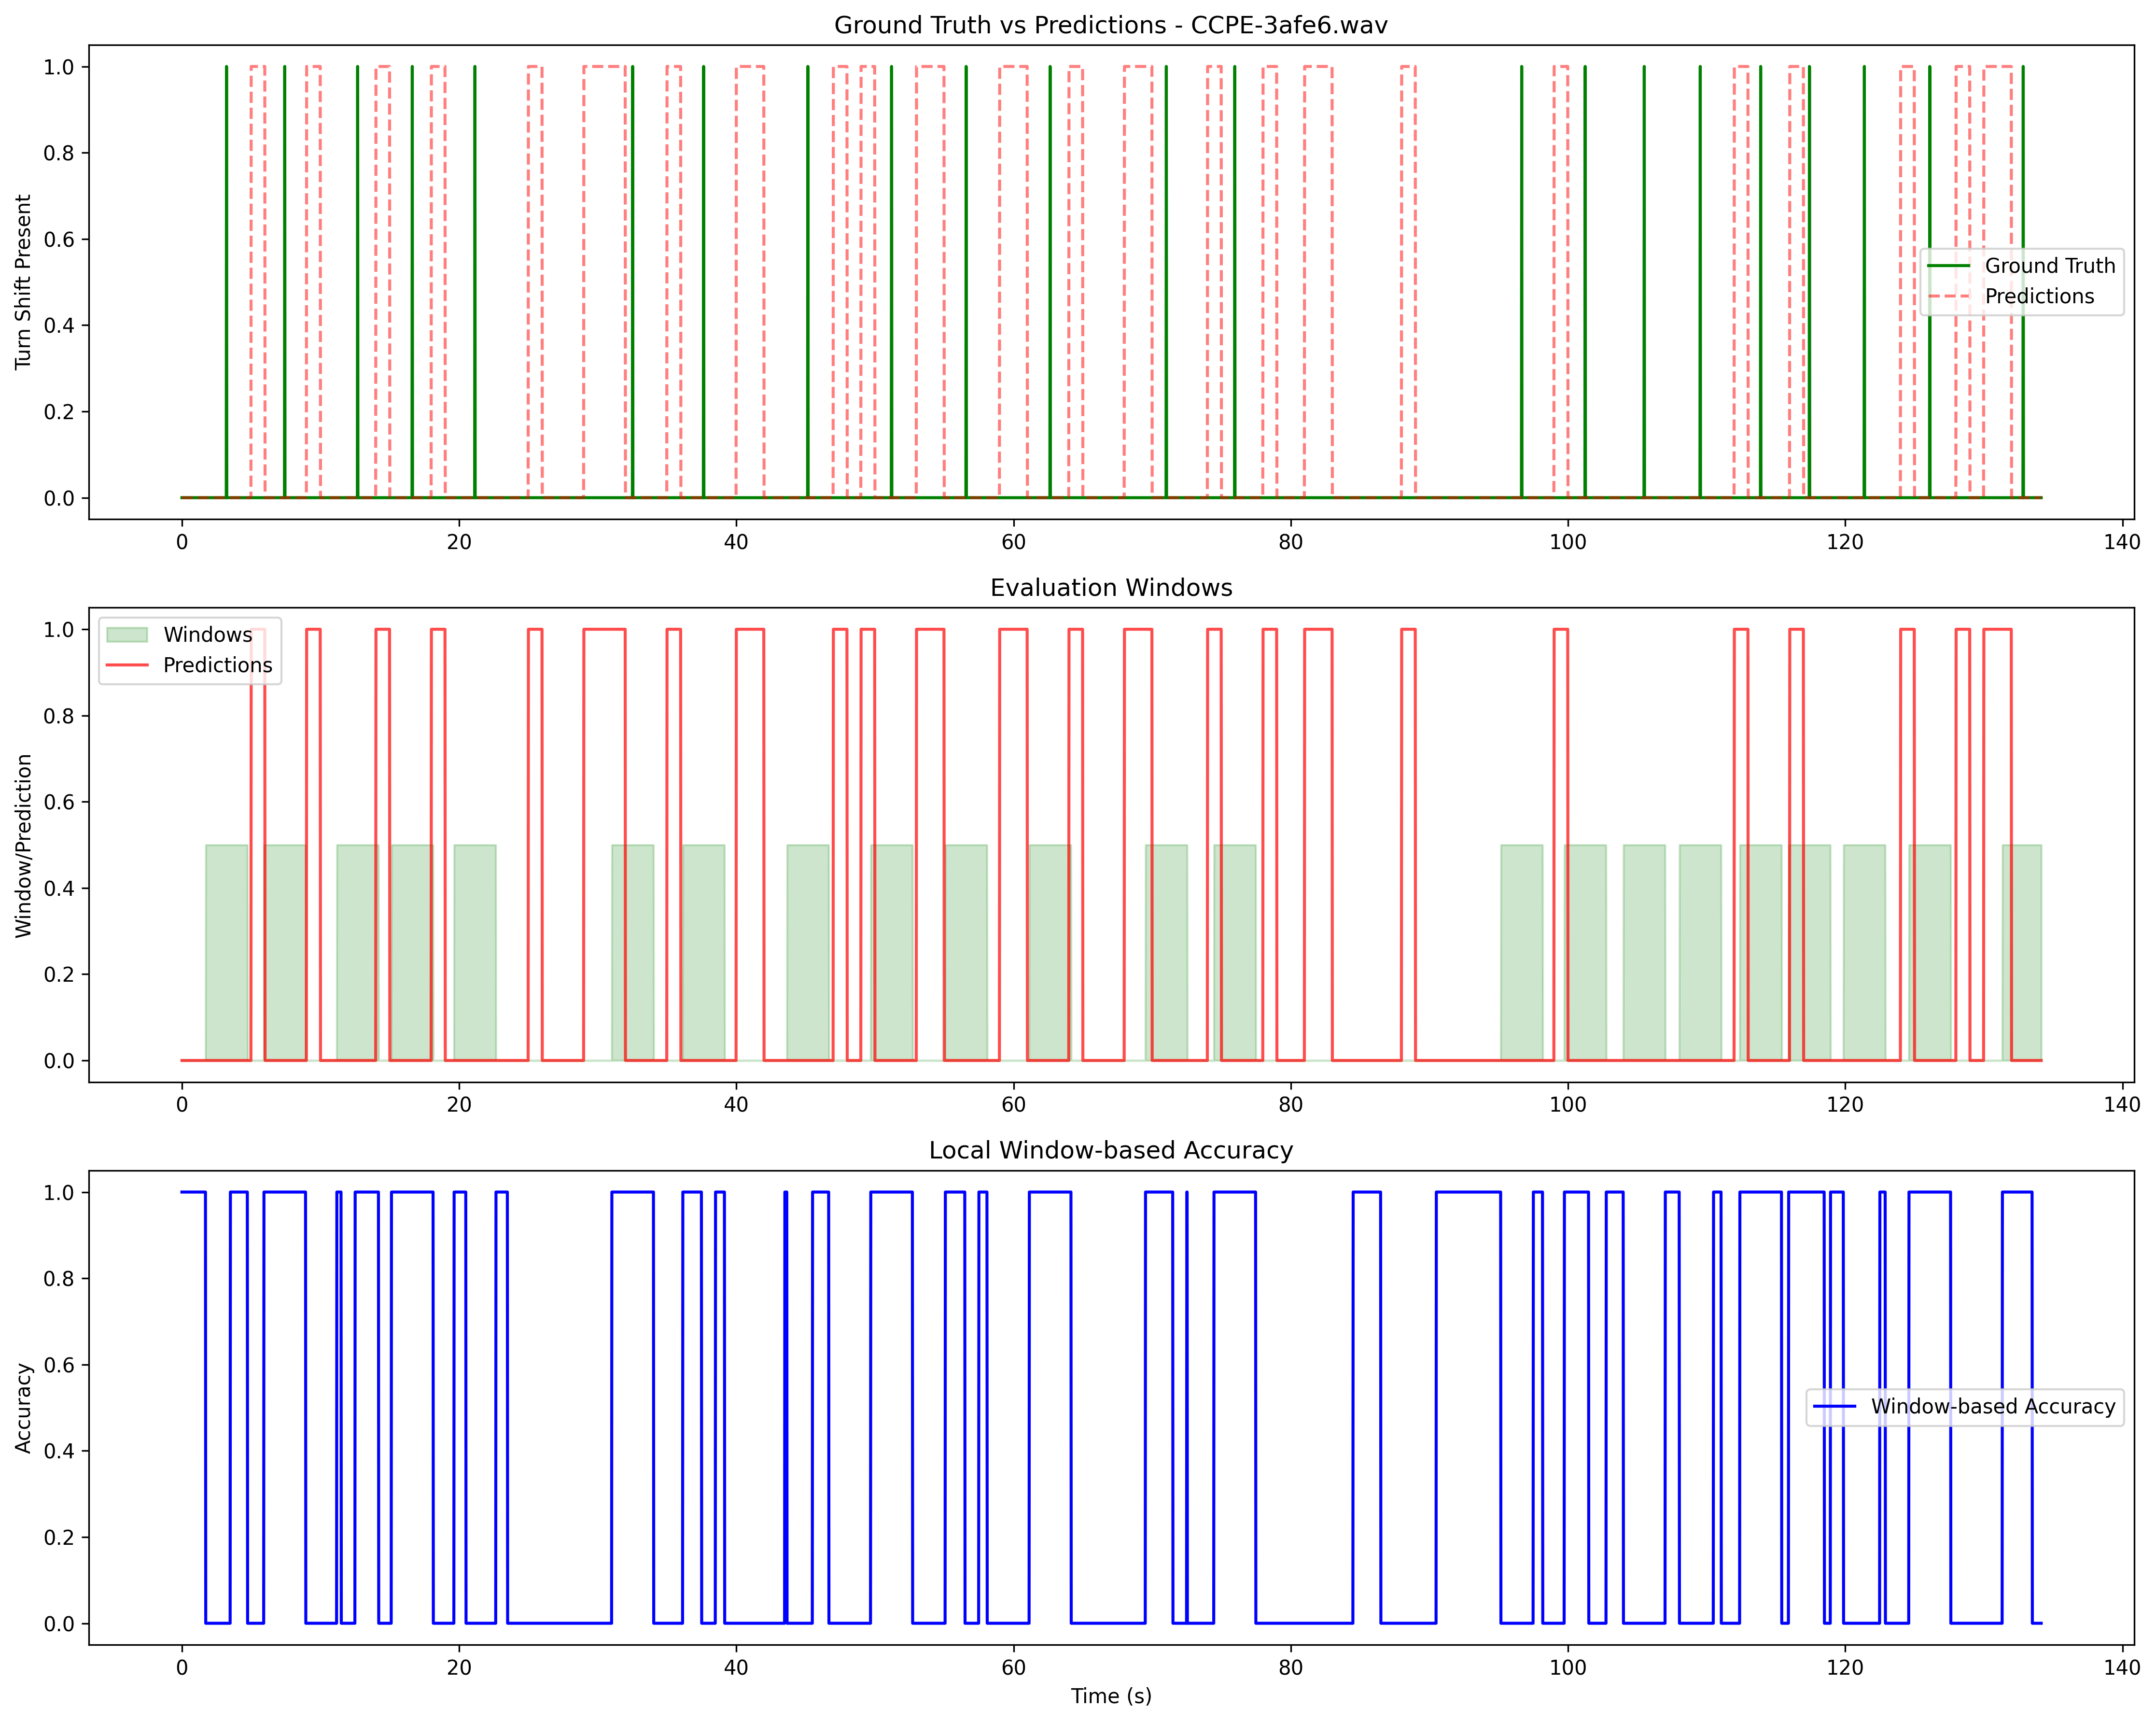 Ground Truth vs Predictions - CCPE-3afe6.wav
Turn Shift Present
1.0
0.8
0.6
0.4
0.2
0.0
Ground Truth
Predictions
0 20 40 60 80 100 120 140
Evaluation Windows
Window/Prediction
1.0
0.8
0.6
0.4
0.2
0.0
Windows
Predictions
0 20 40 60 80 100 120 140
Local Window-based Accuracy
Accuracy
1.0
0.8
0.6
0.4
0.2
0.0
Window-based Accuracy
0 20 40 60 80 100 120 140
Time (s)